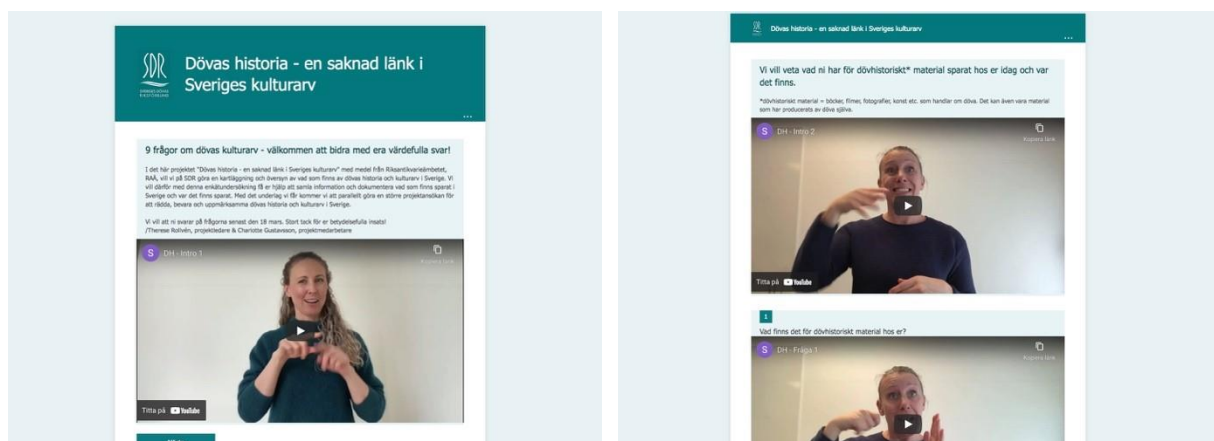 SDR
SVERIGES DÖVAS
RIKSFÖRBUND
Dövas historia - en saknad länk i
Sveriges kulturarv
...
9 frågor om dövas kulturarv - välkommen att bidra med era värdefulla svar!
I det här projektet "Dövas historia - en saknad länk i Sveriges kulturarv" med medel från Riksantikvarieämbetet,
RAÄ, vill vi på SDR göra en kartläggning och översyn av vad som finns av dövas historia och kulturarv i Sverige. Vi
vill därför med denna enkätundersökning få er hjälp att samla information och dokumentera vad som finns sparat i
Sverige och var det finns sparat. Med det underlag vi får kommer vi att parallellt göra en större projektansökan för
att rädda, bevara och uppmärksamma dövas historia och kulturarv i Sverige.
Vi vill att ni svarar på frågorna senast den 18 mars. Stort tack för er betydelsefulla insats!
/Therese Rollvén, projektledare & Charlotte Gustavsson, projektmedarbetare
S DH - Intro 1
Kopiera länk
Titta på YouTube
SDR
Dövas historia - en saknad länk i Sveriges kulturarv
...
Vi vill veta vad ni har för dövhistoriskt* material sparat hos er idag och var
det finns.
*dövhistoriskt material = böcker, filmer, fotografier, konst etc. som handlar om döva. Det kan även vara material
som har producerats av döva själva.
S DH - Intro 2
Kopiera länk
Titta på YouTube
1
Vad finns det för dövhistoriskt material hos er?
S DH - Fråga 1
Kopiera länk